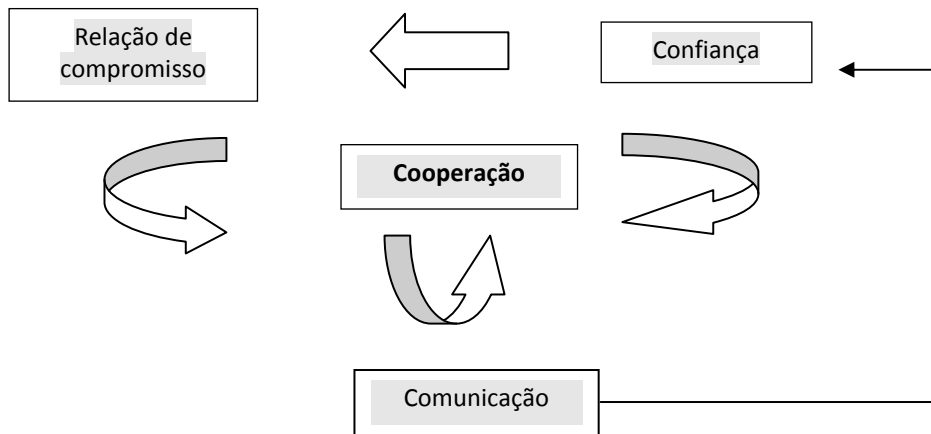 Relação de
compromisso
Confiança
Cooperação
Comunicação